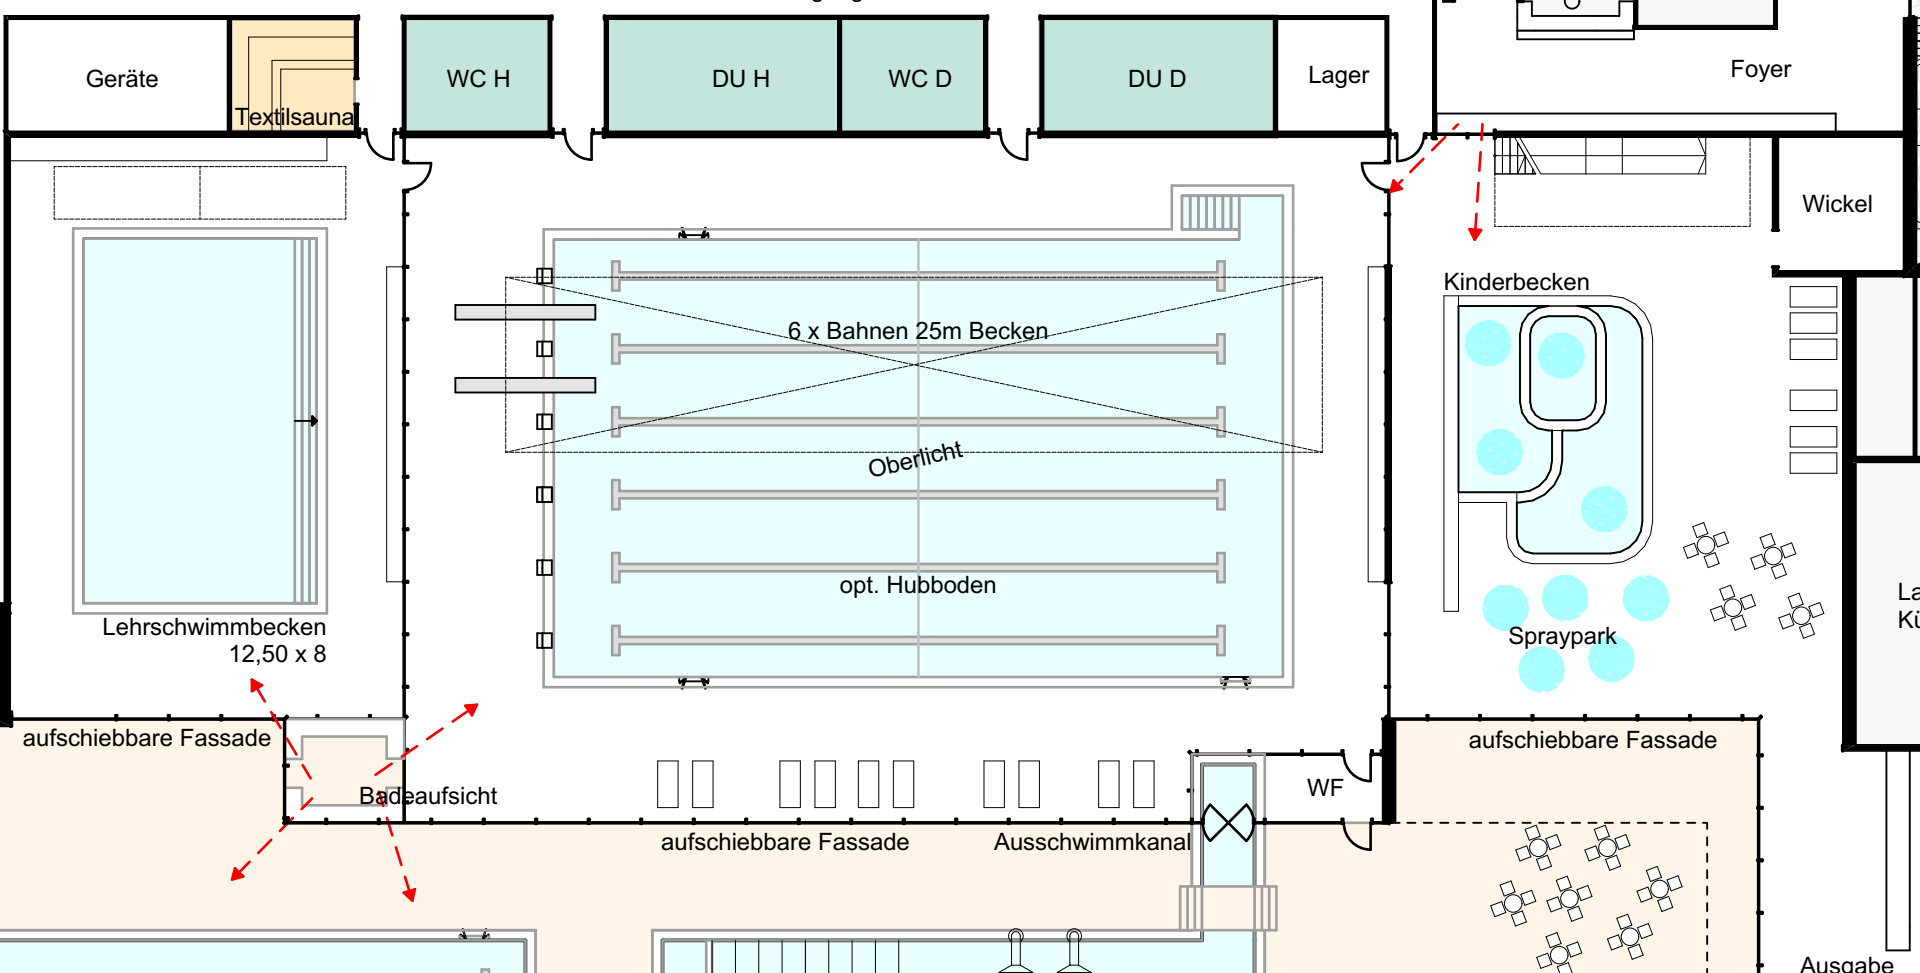 Geräte
Textilsauna
WC H
DU H
WC D
DU D
Lager
Foyer
Wickel
Kinderbecken
6 x Bahnen 25m Becken
Oberlicht
opt. Hubboden
Lehrschwimmbecken
12,50 x 8
Spraypark
aufschiebbare Fassade
Badeaufsicht
aufschiebbare Fassade
Ausschwimmkanal
WF
aufschiebbare Fassade
Ausgabe